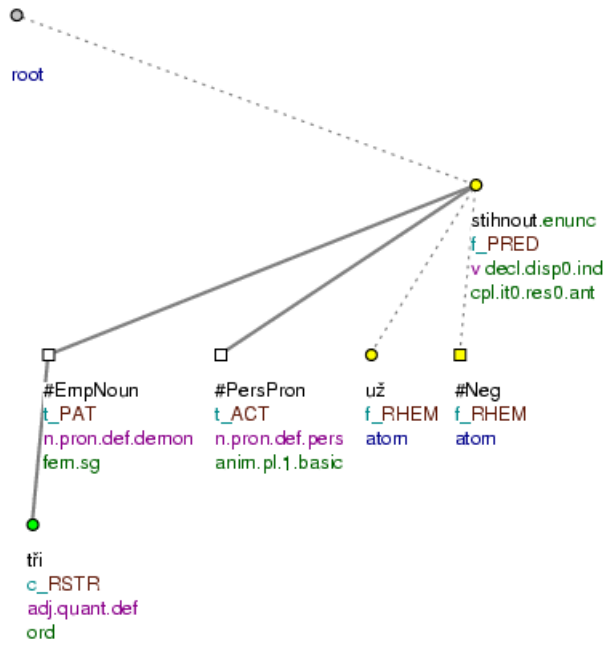 root
stihnout.enunc
f_PRED
v decl.disp0.ind
cpl.it0.res0.ant
#EmpNoun
t_PAT
n.pron.def.demon
fem.sg
#PersPron
t_ACT
n.pron.def.pers
anim.pl.1.basic
už
f_RHEM
atom
#Neg
f_RHEM
atom
tři
c_RSTR
adj.quant.def
ord